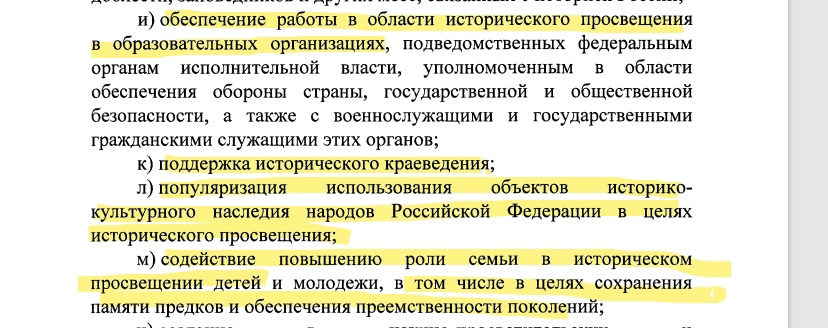 и) обеспечение работы в области исторического просвещения
в образовательных организациях, подведомственных федеральным
органам исполнительной власти, уполномоченным в области
обеспечения обороны страны, государственной и общественной
безопасности, а также с военнослужащими и государственными
гражданскими служащими этих органов;
к) поддержка исторического краеведения;
л) популяризация использования объектов историко-
культурного наследия народов Российской Федерации в целях
исторического просвещения;
м) содействие повышению роли семьи в историческом
просвещении детей и молодежи, в том числе в целях сохранения
памяти предков и обеспечения преемственности поколений;